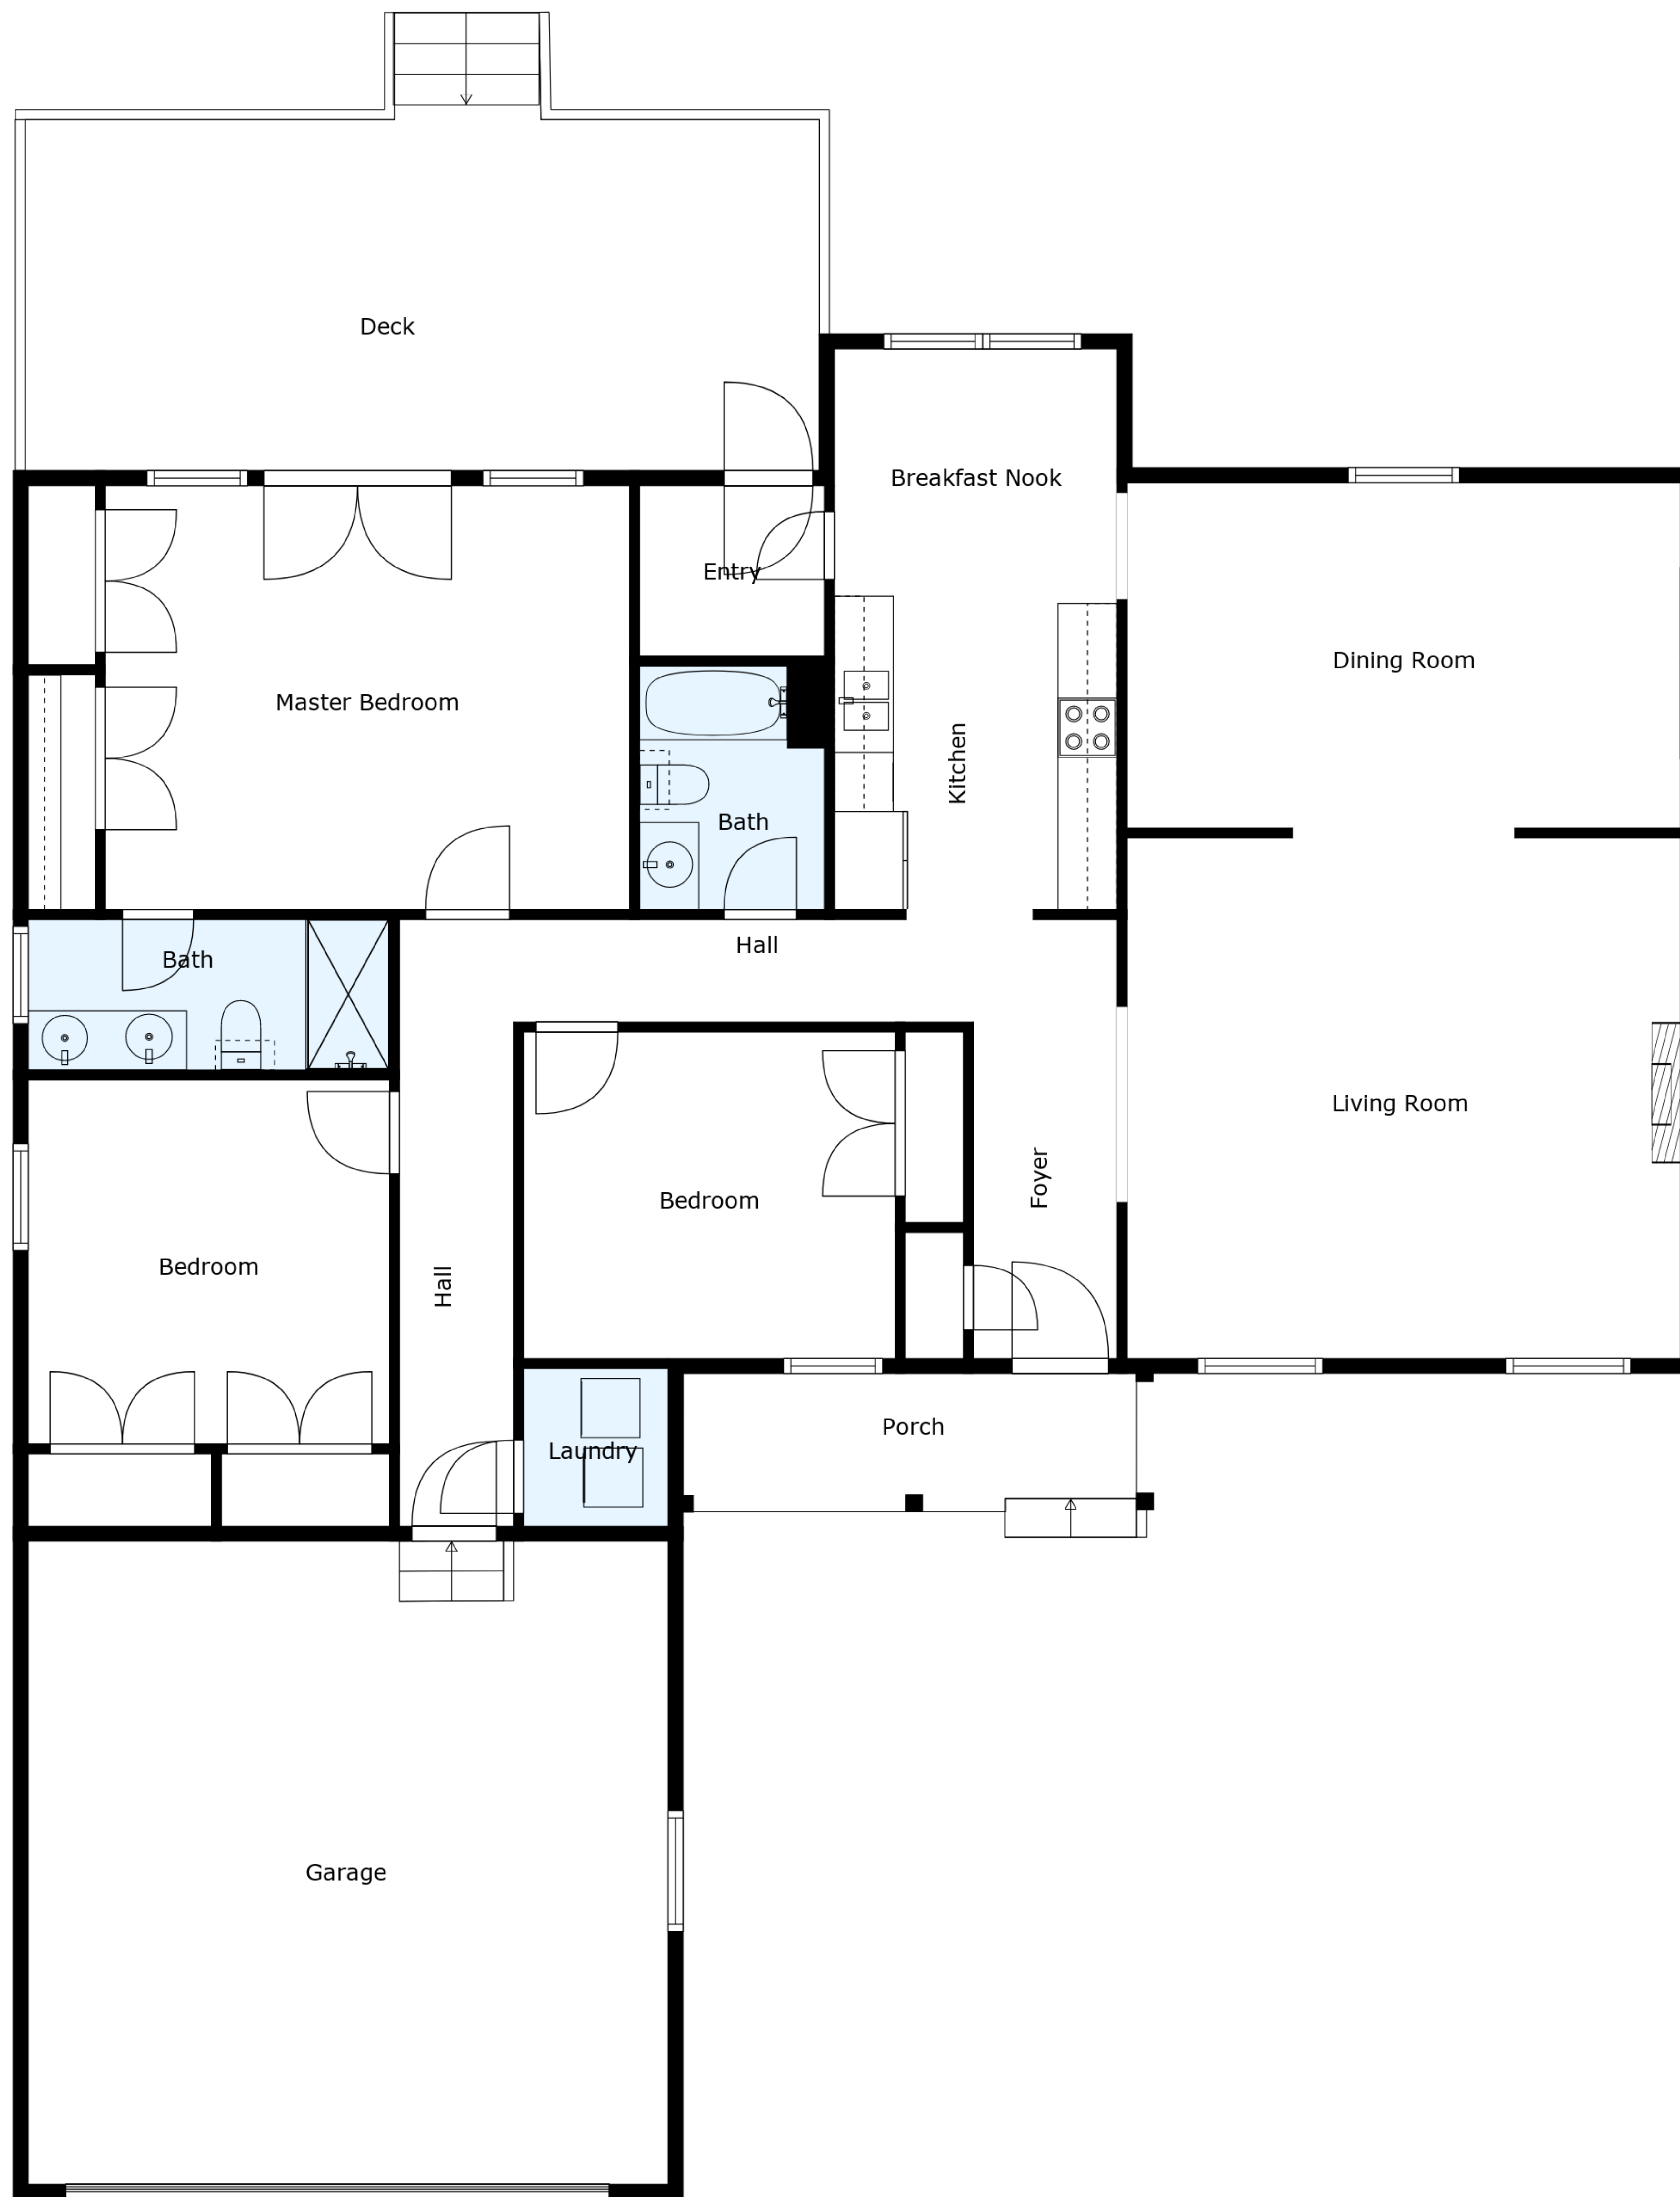 Deck
Breakfast Nook
Entry
Dining Room
Master Bedroom
Kitchen
Bath
Hall
Bath
Living Room
Foyer
Bedroom
Bedroom
Hall
Porch
Laundry
Garage